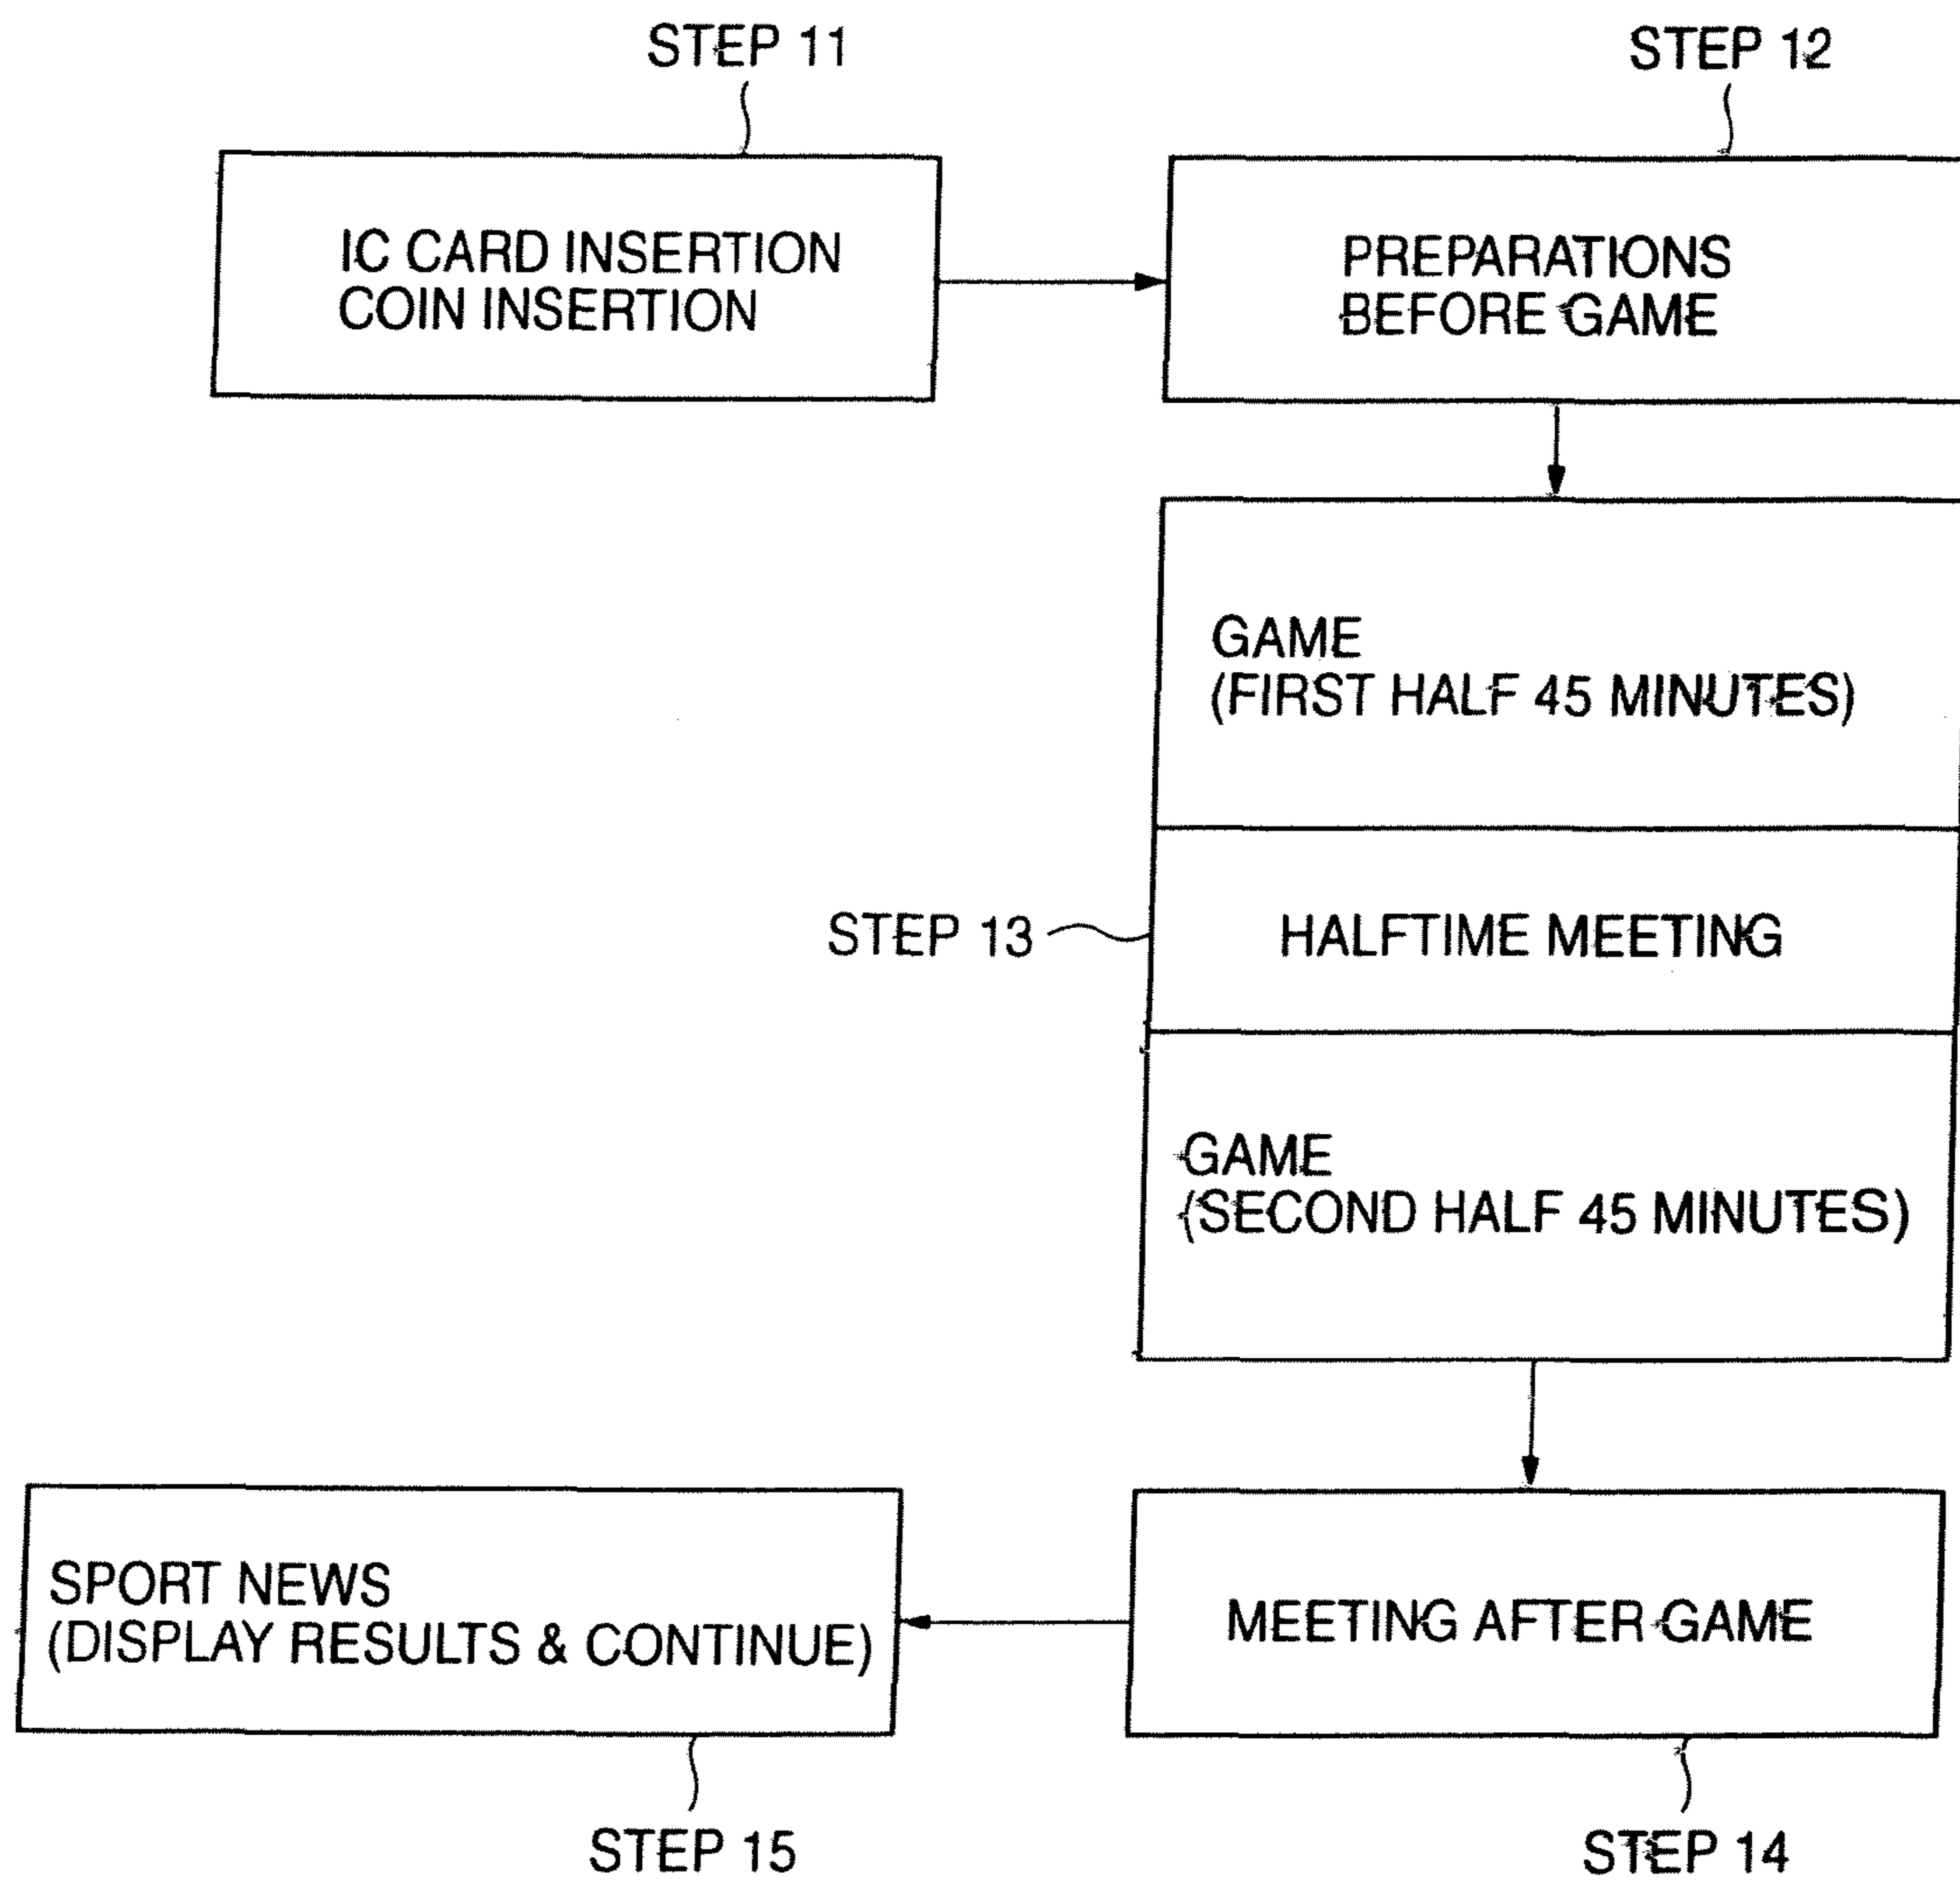 STEP 11
STEP 12
IC CARD INSERTION
COIN INSERTION
PREPARATIONS
BEFORE GAME
GAME
(FIRST HALF 45 MINUTES)
STEP 13
HALFTIME MEETING
GAME
(SECOND HALF 45 MINUTES)
SPORT NEWS
(DISPLAY RESULTS & CONTINUE)
MEETING AFTER GAME
STEP 15
STEP 14